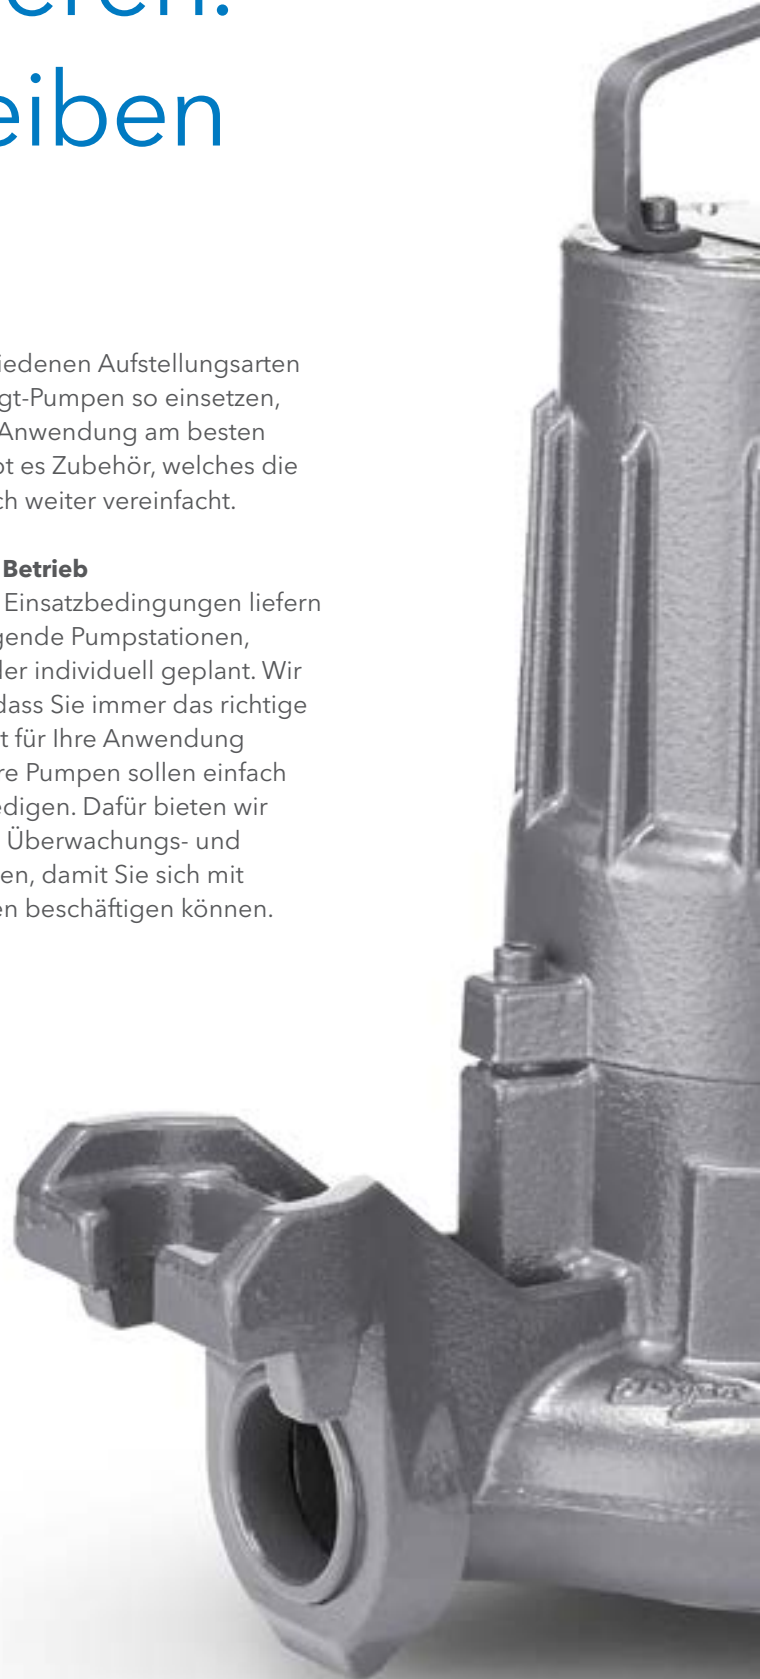 eren.
eiben
iedenen Aufstellungsarten
gt-Pumpen so einsetzen,
Anwendung am besten
ot es Zubehör, welches die
ch weiter vereinfacht.
Betrieb
Einsatzbedingungen liefern
gende Pumpstationen,
der individuell geplant. Wir
dass Sie immer das richtige
t für Ihre Anwendung
re Pumpen sollen einfach
edigen. Dafür bieten wir
Überwachungs- und
en, damit Sie sich mit
en beschäftigen können.